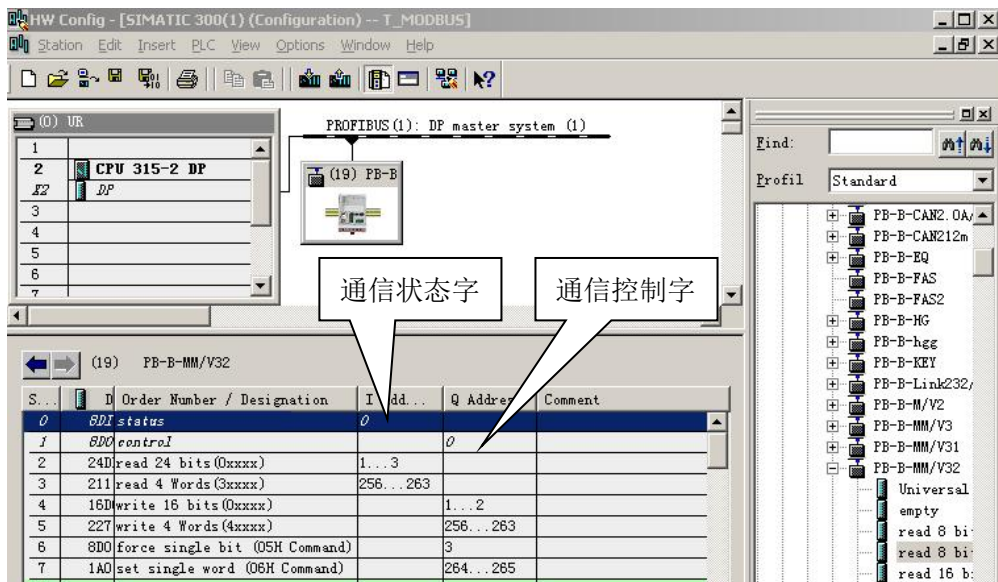 HW Config - [SIMATIC 300(1) (Configuration) -- T_MODBUS]
Station Edit Insert PLC View Options Window Help
(0) UR
1
2 CPU 315-2 DP
X2 DP
3
4
5
6
7
PROFIBUS(1): DP master system (1)
(19) PB-B
通信状态字
通信控制字
Find:
Profil Standard
PB-B-CAN2.0A/
PB-B-CAN212m
PB-B-EQ
PB-B-FAS
PB-B-FAS2
PB-B-HG
PB-B-hgg
PB-B-KEY
PB-B-Link232/
PB-B-M/V2
PB-B-MM/V3
PB-B-MM/V31
PB-B-MM/V32
Universal
empty
read 8 bi
read 8 bi
read 16 b
(19) PB-B-MM/V32
S... D Order Number / Designation I dd... Q Addres Comment
0 8DI status 0
1 8DO control 0
2 24D read 24 bits(0xxxx) 1...3
3 211 read 4 Words(3xxxx) 256...263
4 16D write 16 bits(0xxxx) 1...2
5 227 write 4 Words(4xxxx) 256...263
6 8DO force single bit (05H Command) 3
7 1AO set single word (06H Command) 264...265